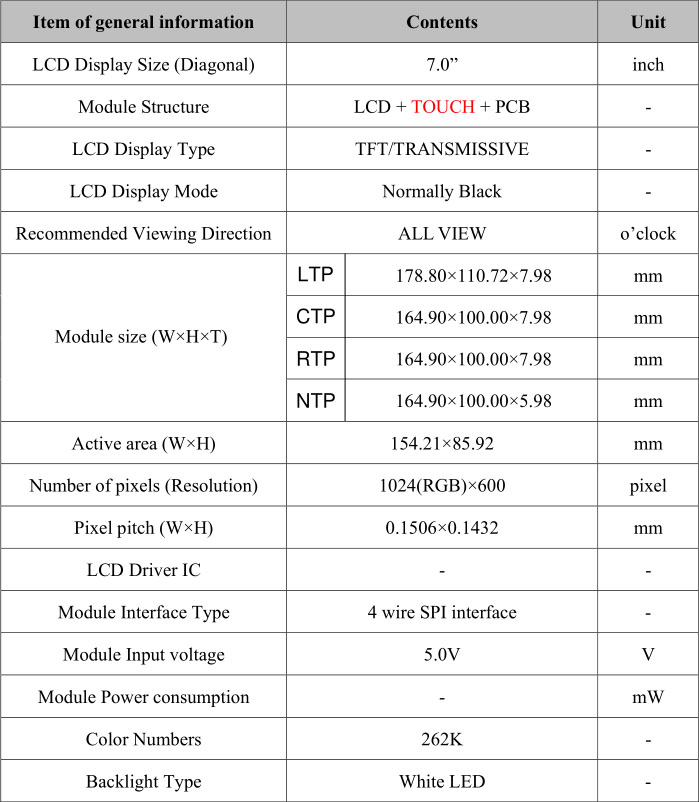 Item of general information Contents Unit
LCD Display Size (Diagonal) 7.0” inch
Module Structure LCD + TOUCH + PCB -
LCD Display Type TFT/TRANSMISSIVE -
LCD Display Mode Normally Black -
Recommended Viewing Direction ALL VIEW o’clock
Module size (W×H×T)
LTP 178.80×110.72×7.98 mm
CTP 164.90×100.00×7.98 mm
RTP 164.90×100.00×7.98 mm
NTP 164.90×100.00×5.98 mm
Active area (W×H) 154.21×85.92 mm
Number of pixels (Resolution) 1024(RGB)×600 pixel
Pixel pitch (W×H) 0.1506×0.1432 mm
LCD Driver IC - -
Module Interface Type 4 wire SPI interface -
Module Input voltage 5.0V V
Module Power consumption - mW
Color Numbers 262K -
Backlight Type White LED -